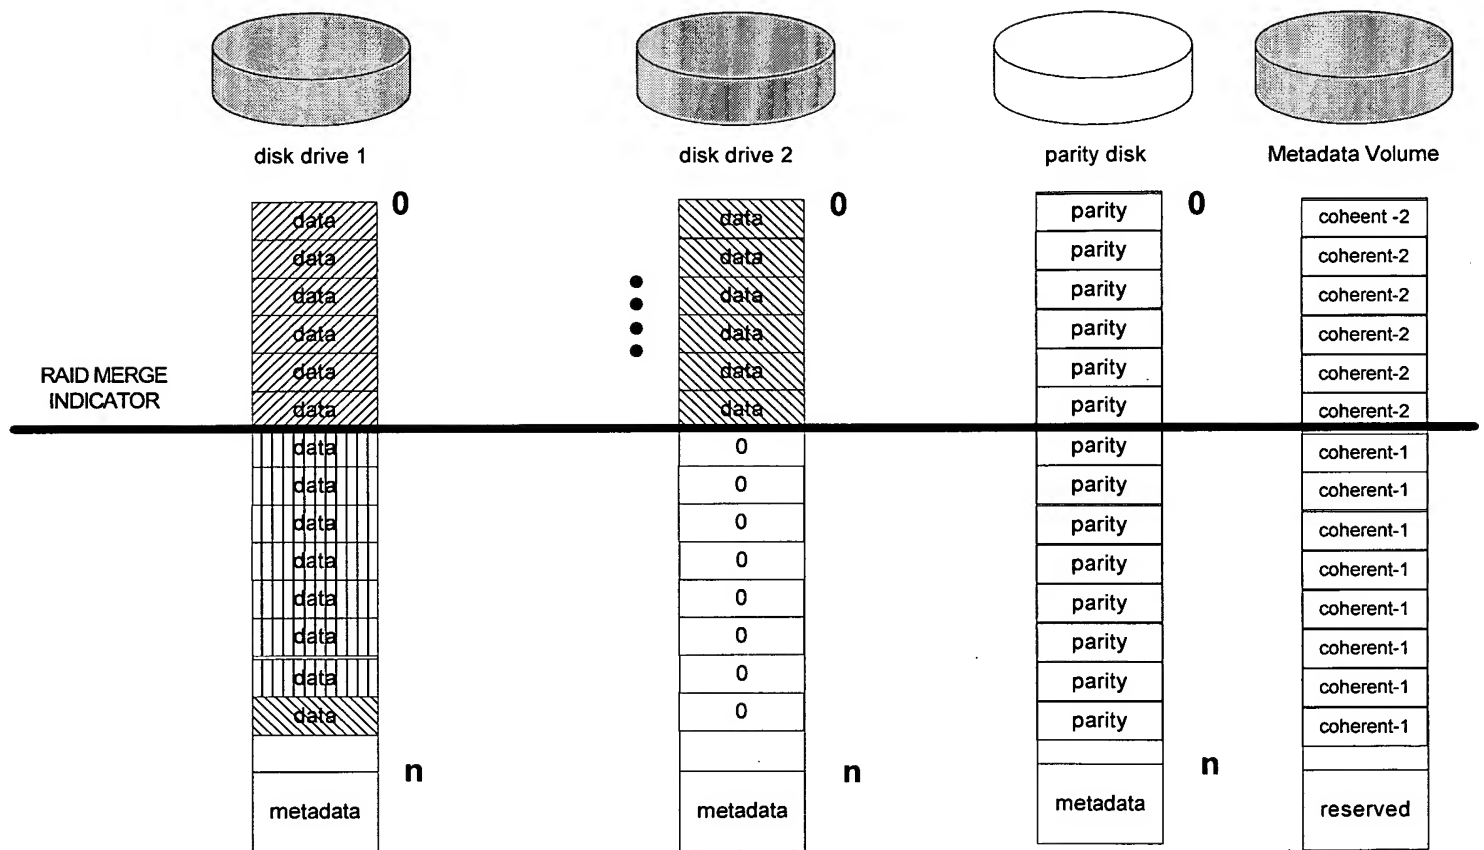 disk drive 1
disk drive 2
parity disk
Metadata Volume
0
0
0
data
data
parity
coheent -2
data
data
parity
coherent-2
data
data
parity
coherent-2
data
data
parity
coherent-2
data
data
parity
coherent-2
RAID MERGE
INDICATOR
data
data
parity
coherent-2
data
0
parity
coherent-1
data
0
parity
coherent-1
data
0
parity
coherent-1
data
0
parity
coherent-1
data
0
parity
coherent-1
data
0
parity
coherent-1
data
0
parity
coherent-1
data
0
parity
coherent-1
n
n
n
metadata
metadata
metadata
reserved